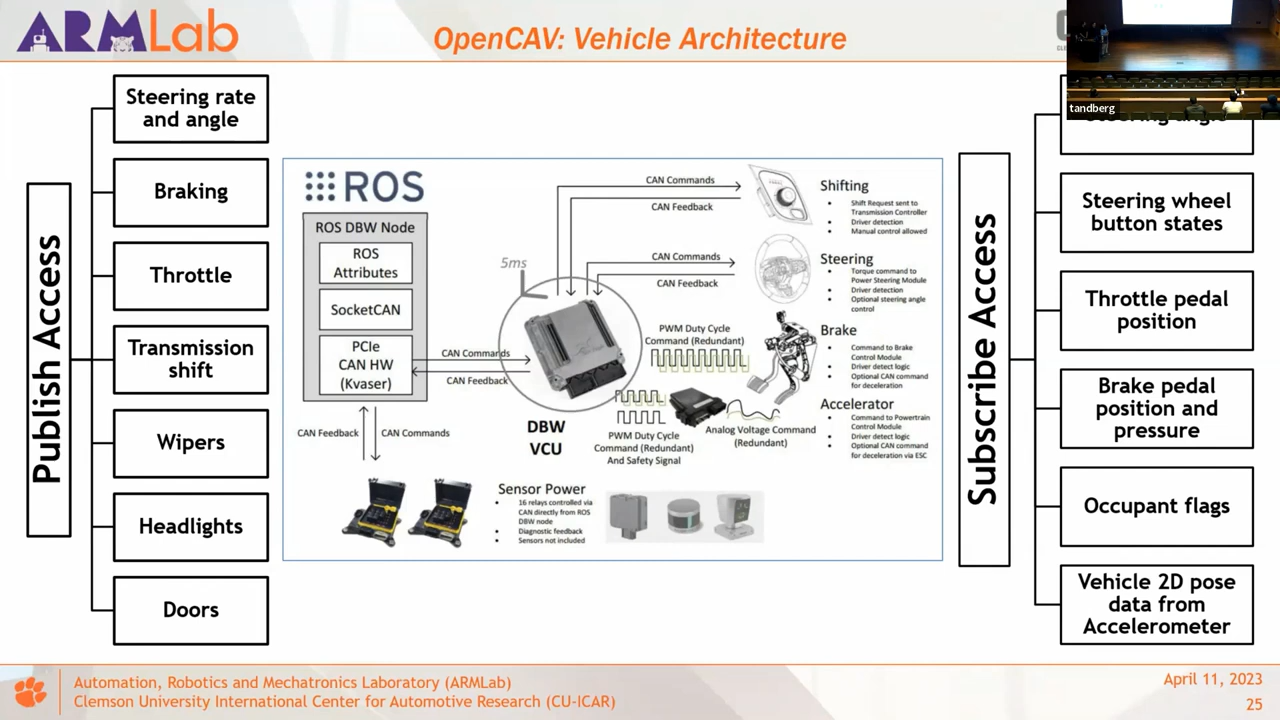 ARMLab
OpenCAV: Vehicle Architecture
tandberg
Publish Access
Steering rate
and angle
Braking
Throttle
Transmission
shift
Wipers
Headlights
Doors
ROS
ROS DBW Node
ROS
Attributes
SocketCAN
PCIe
CAN HW
(Kvaser)
CAN Commands
CAN Feedback
CAN Feedback
CAN Commands
5ms
DBW
VCU
CAN Commands
CAN Feedback
CAN Commands
CAN Feedback
PWM Duty Cycle
Command (Redundant)
PWM Duty Cycle
Command (Redundant)
And Safety Signal
Analog Voltage Command
(Redundant)
Shifting
• Shift Request sent to
Transmission Controller
• Driver detection
• Manual control allowed
Steering
• Torque command to
Power Steering Module
• Driver detection
• Optional steering angle
control
Brake
• Command to Brake
Control Module
• Driver detect logic
• Optional CAN command
for deceleration
Accelerator
• Command to Powertrain
Control Module
• Driver detect logic
• Optional CAN command
for deceleration via ESC
Sensor Power
• 16 relays controlled via
CAN directly from ROS
DBW node
• Diagnostic feedback
• Sensors not included
Subscribe Access
Steering wheel
button states
Throttle pedal
position
Brake pedal
position and
pressure
Occupant flags
Vehicle 2D pose
data from
Accelerometer
Automation, Robotics and Mechatronics Laboratory (ARMLab)
Clemson University International Center for Automotive Research (CU-ICAR)
April 11, 2023
25